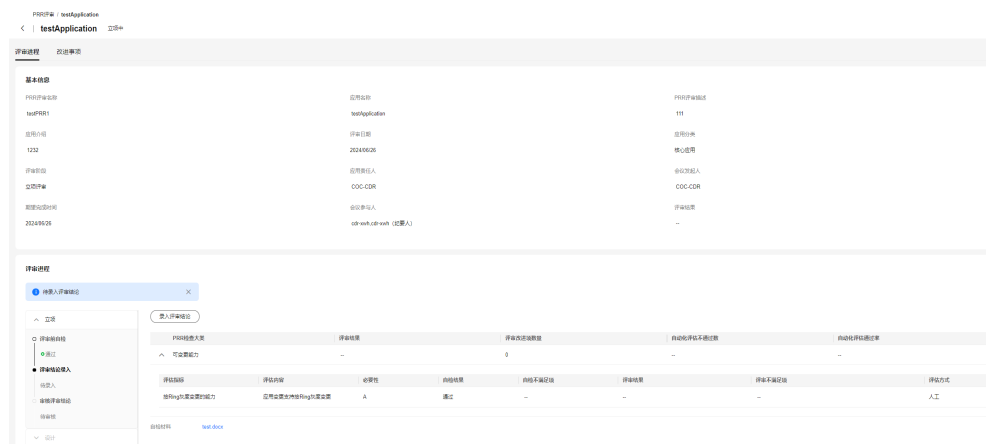 PRR评审 / testApplication
testApplication 立项中
评审进程 改进事项
基本信息
PRR评审名称 应用名称 PRR评审描述
testPRR1 testApplication 111
应用介绍 评审日期 应用分类
1232 2024/06/26 核心应用
评审阶段 应用责任人 会议发起人
立项评审 COC-CDR COC-CDR
期望完成时间 会议参与人 评审结果
2024/06/26 cdr-xwh,cdr-xwh（纪要人） --
评审进程
待录入评审结论
立项 录入评审结论
PRR检查大类 评审结果 评审改进项数量 自动化评估不通过数 自动化评估通过率
评审前自检
可变更能力 -- 0 -- --
通过
评审结论录入
评估指标 评估内容 必要性 自检结果 自检不满足项 评审结果 评审不满足项 评估方式
待录入
按Ring灰度变更的能力 应用变更支持按Ring灰度变更 A 通过 -- -- -- 人工
审核评审结论
待审核
自检材料 test.docx
设计